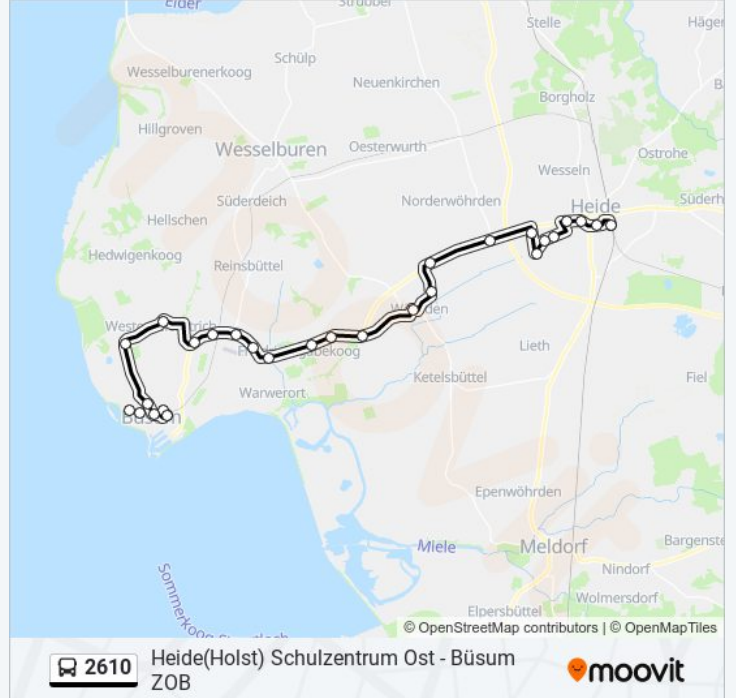 Eider
Strübbel
Stelle
Häger
Schülp
Wesselburenerkoog
Neuenkirchen
Borgholz
Hillgroven
Wesselburen
Oesterwurth
Ostrohe
Wesseln
Süderdeich
Norderwöhrden
Heide
Süderh
Hellschen
Hedwigenkoog
Reinsbüttel
Lieth
Ketelsbüttel
Fiel
Warwerort
Büsum
Epenwöhrden
Miele
Meldorf
Bargenste
Nindorf
Wolmersdorf
Elpersbüttel
© OpenStreetMap contributors | © OpenMapTiles
2610
Heide(Holst) Schulzentrum Ost - Büsum
ZOB
moovit